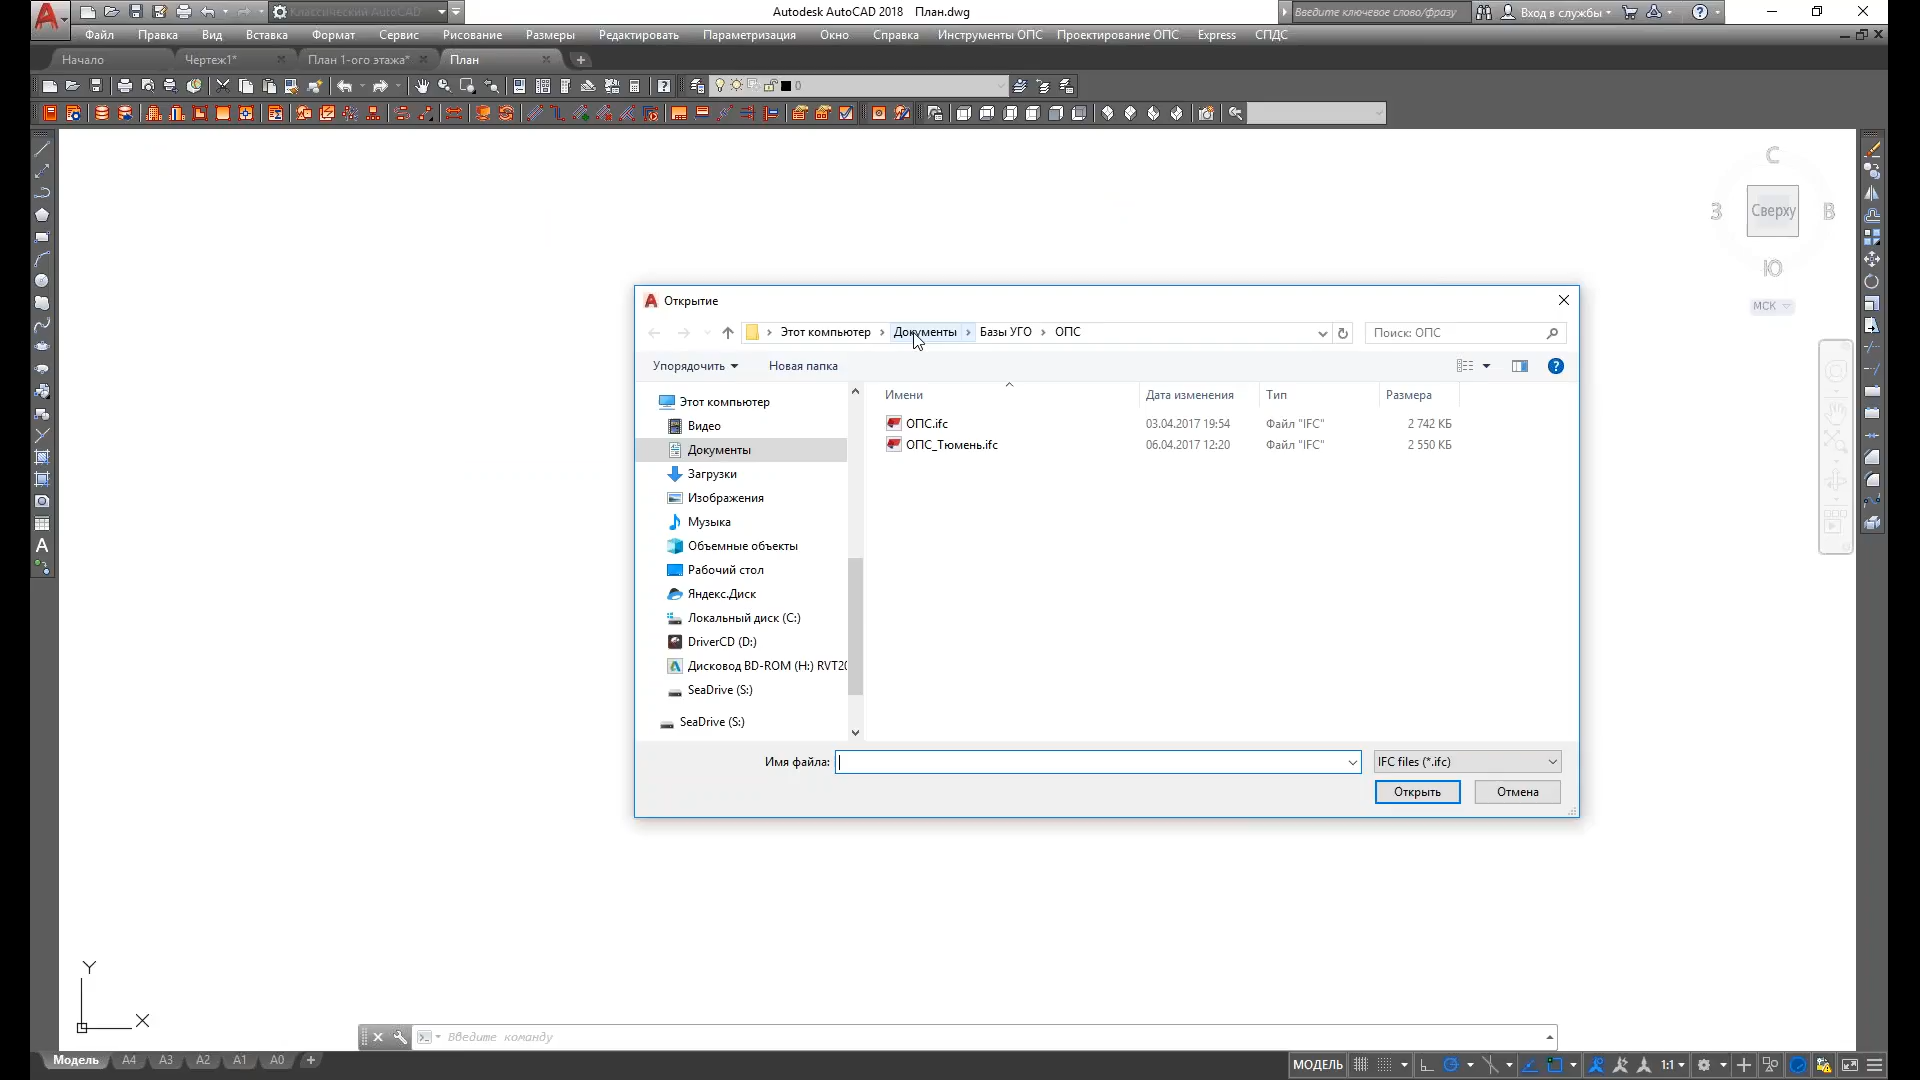 Классический AutoCAD
Autodesk AutoCAD 2018 План.dwg
Введите ключевое слово/фразу
Вход в службы
Файл Правка Вид Вставка Формат Сервис Рисование Размеры Редактировать Параметризация Окно Справка Инструменты ОПС Проектирование ОПС Express СПДС
Начало Чертеж1* План 1-ого этажа* План
0
С
З Сверху В
Ю
МСК
Открытие
Этот компьютер Документы Базы УГО ОПС
Поиск: ОПС
Упорядочить Новая папка
Имени Дата изменения Тип Размера
ОПС.ifc 03.04.2017 19:54 Файл "IFC" 2 742 КБ
ОПС_Тюмень.ifc 06.04.2017 12:20 Файл "IFC" 2 550 КБ
Этот компьютер
Видео
Документы
Загрузки
Изображения
Музыка
Объемные объекты
Рабочий стол
Яндекс.Диск
Локальный диск (C:)
DriverCD (D:)
Дисковод BD-ROM (H:) RVT20
SeaDrive (S:)
SeaDrive (S:)
Имя файла:
IFC files (*.ifc)
Открыть Отмена
Y
X
Введите команду
Модель A4 A3 A2 A1 A0
МОДЕЛЬ 1:1